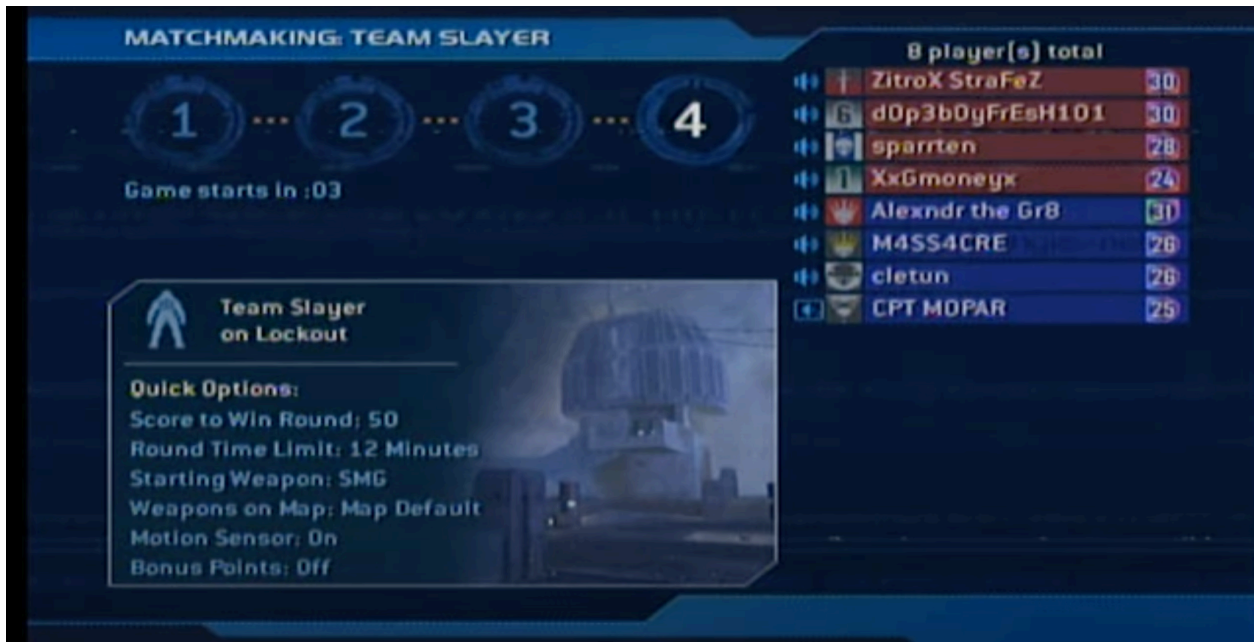 MATCHMAKING: TEAM SLAYER
1 2 3 4
Game starts in :03
8 player(s) total
ZitroX StraFeZ 30
6 d0p3b0yFrEsH101 30
sparrten 28
1 XxGmoneyx 24
Alexndr the Gr8 31
M4SS4CRE 26
cletun 26
CPT MOPAR 25
Team Slayer
on Lockout
Quick Options:
Score to Win Round: 50
Round Time Limit: 12 Minutes
Starting Weapon: SMG
Weapons on Map: Map Default
Motion Sensor: On
Bonus Points: Off